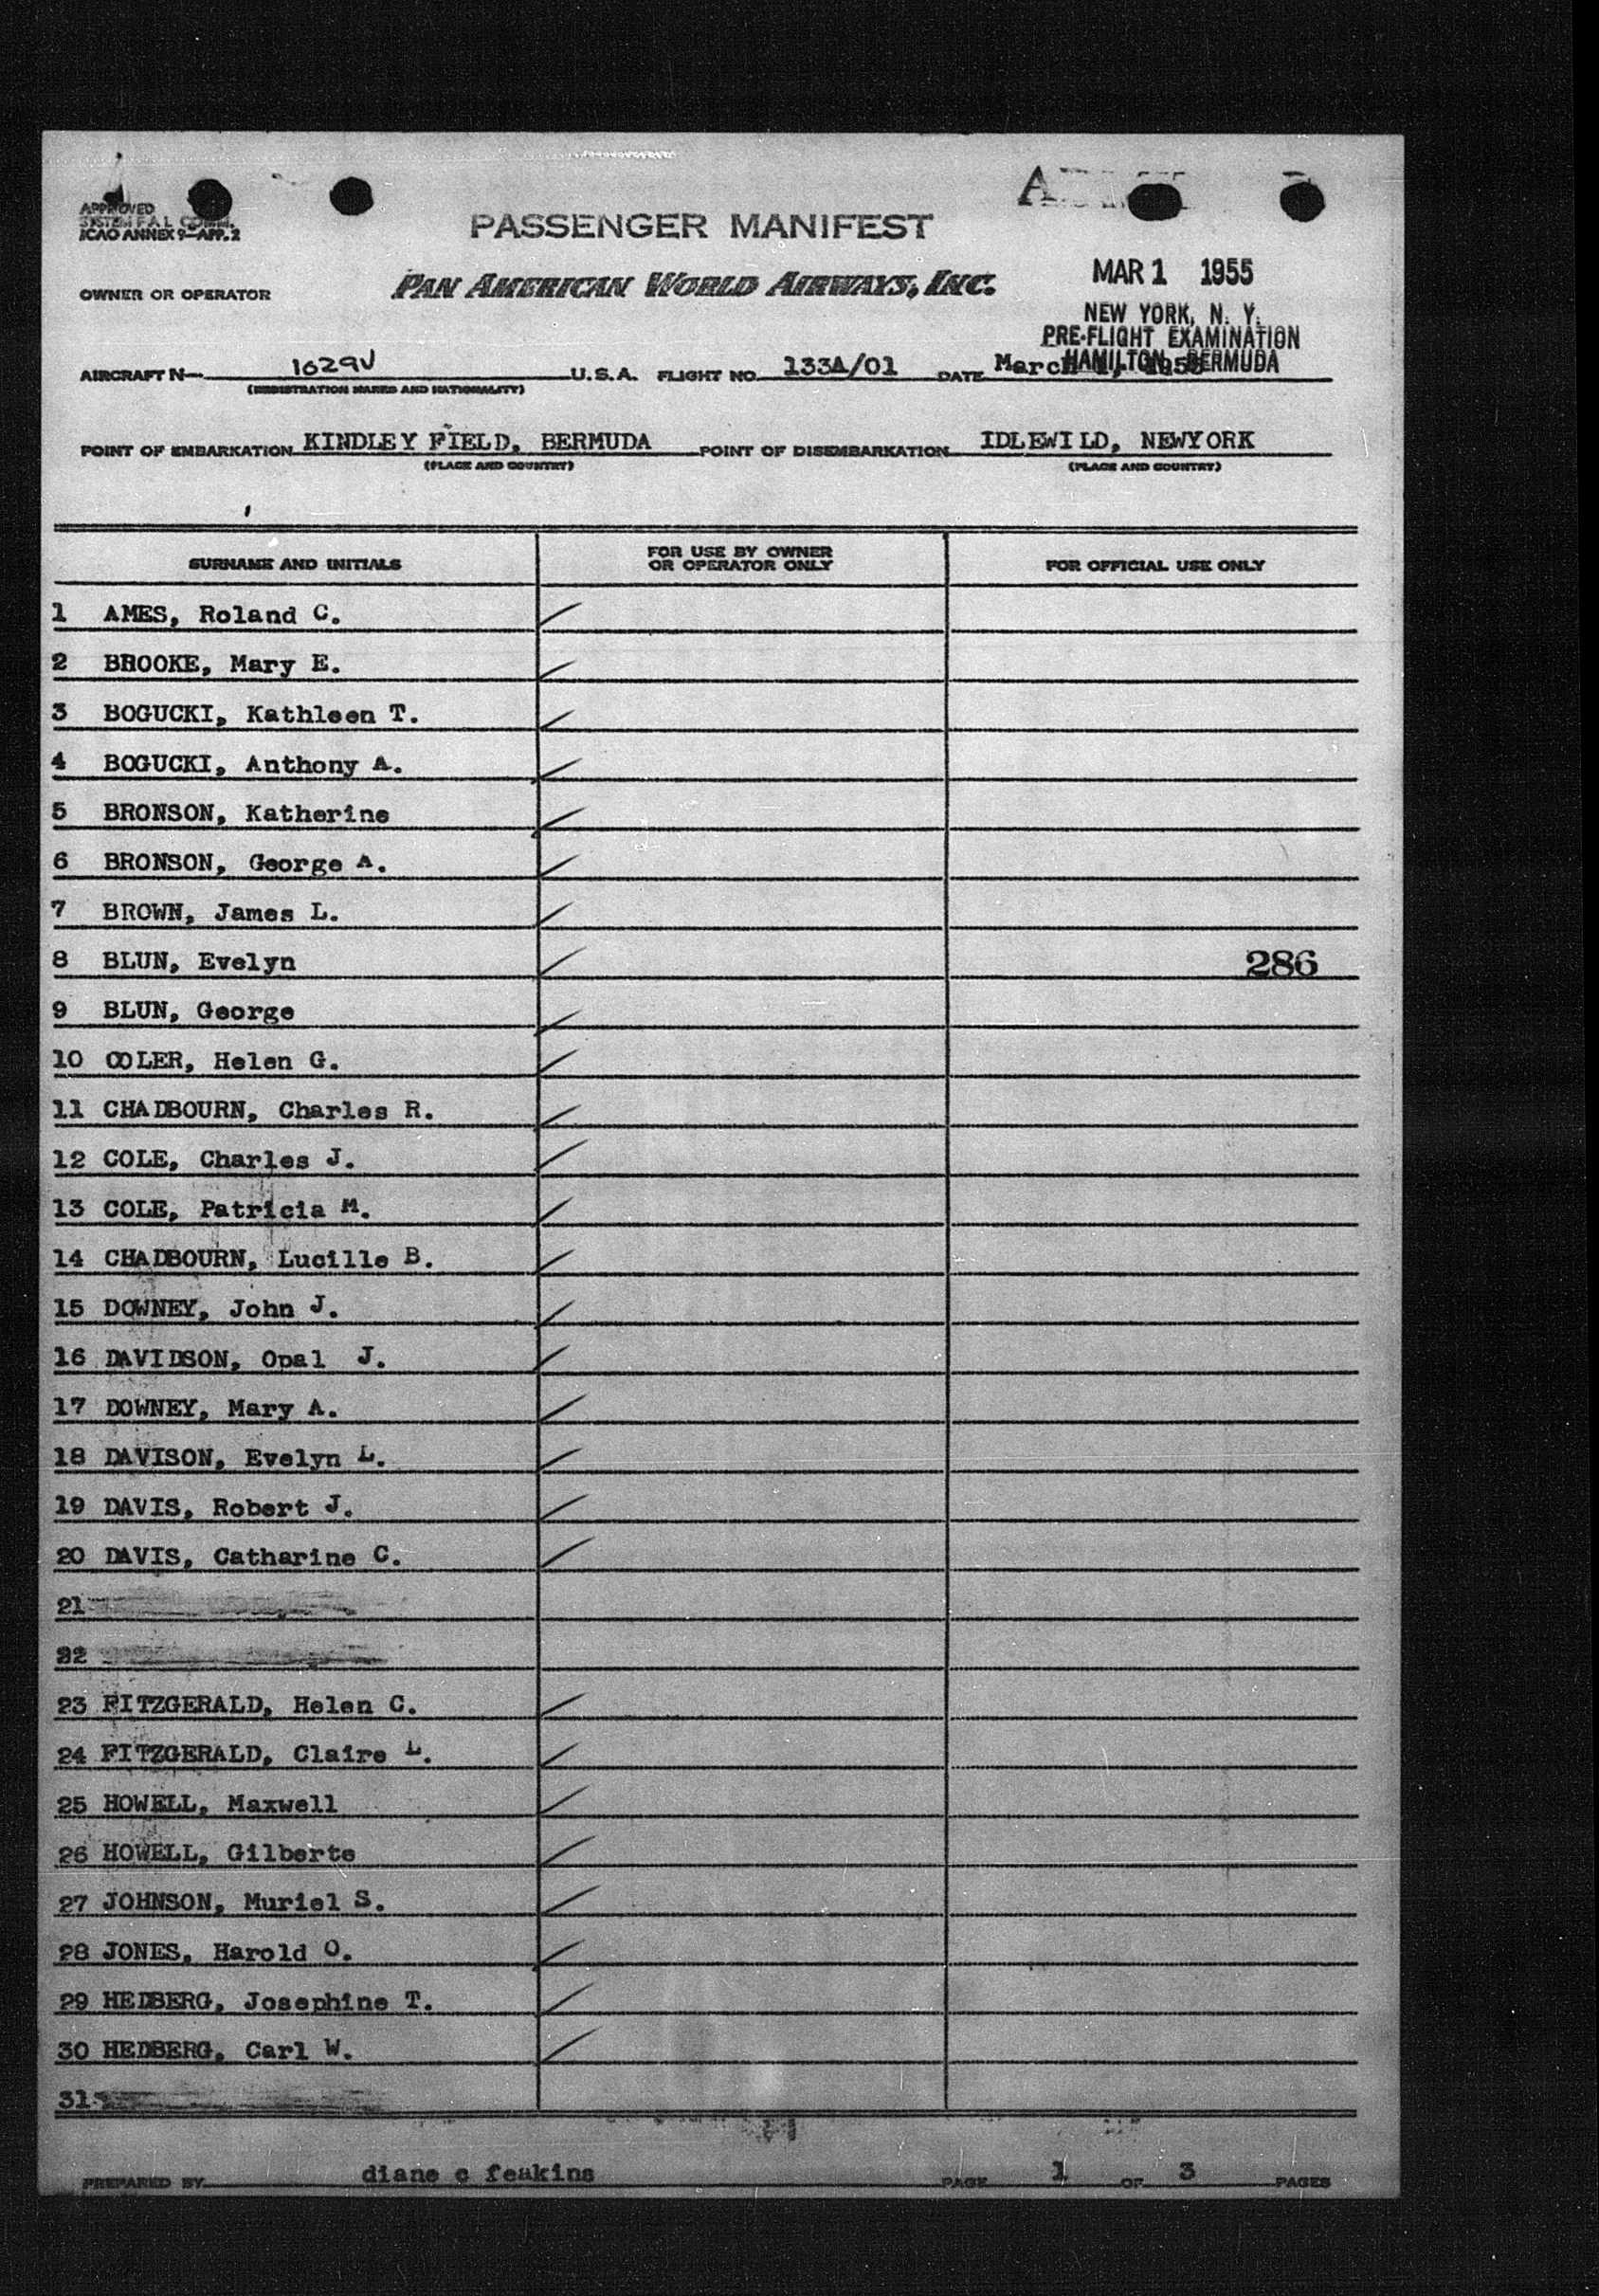 APPROVED
SYSTEM F A L COMM.
ICAO ANNEX 9—APP. 2
PASSENGER MANIFEST
OWNER OR OPERATOR PAN AMERICAN WORLD AIRWAYS, INC.
MAR 1 1955
NEW YORK, N. Y.
PRE-FLIGHT EXAMINATION
HAMILTON, BERMUDA
AIRCRAFT N— 1029V U.S.A. FLIGHT NO. 133A/01 DATE March 1, 1955
(REGISTRATION MARKS AND NATIONALITY)
POINT OF EMBARKATION KINDLEY FIELD, BERMUDA POINT OF DISEMBARKATION IDLEWILD, NEWYORK
(PLACE AND COUNTRY) (PLACE AND COUNTRY)
SURNAME AND INITIALS FOR USE BY OWNER OR OPERATOR ONLY FOR OFFICIAL USE ONLY
1 AMES, Roland C.
2 BROOKE, Mary E.
3 BOGUCKI, Kathleen T.
4 BOGUCKI, Anthony A.
5 BRONSON, Katherine
6 BRONSON, George A.
7 BROWN, James L.
8 BLUN, Evelyn 286
9 BLUN, George
10 COLER, Helen G.
11 CHADBOURN, Charles R.
12 COLE, Charles J.
13 COLE, Patricia M.
14 CHADBOURN, Lucille B.
15 DOWNEY, John J.
16 DAVIDSON, Opal J.
17 DOWNEY, Mary A.
18 DAVISON, Evelyn L.
19 DAVIS, Robert J.
20 DAVIS, Catharine C.
21
22
23 FITZGERALD, Helen C.
24 FITZGERALD, Claire L.
25 HOWELL, Maxwell
26 HOWELL, Gilberte
27 JOHNSON, Muriel S.
28 JONES, Harold O.
29 HEDBERG, Josephine T.
30 HEDBERG, Carl W.
31
PREPARED BY diane c feakins PAGE 1 OF 3 PAGES